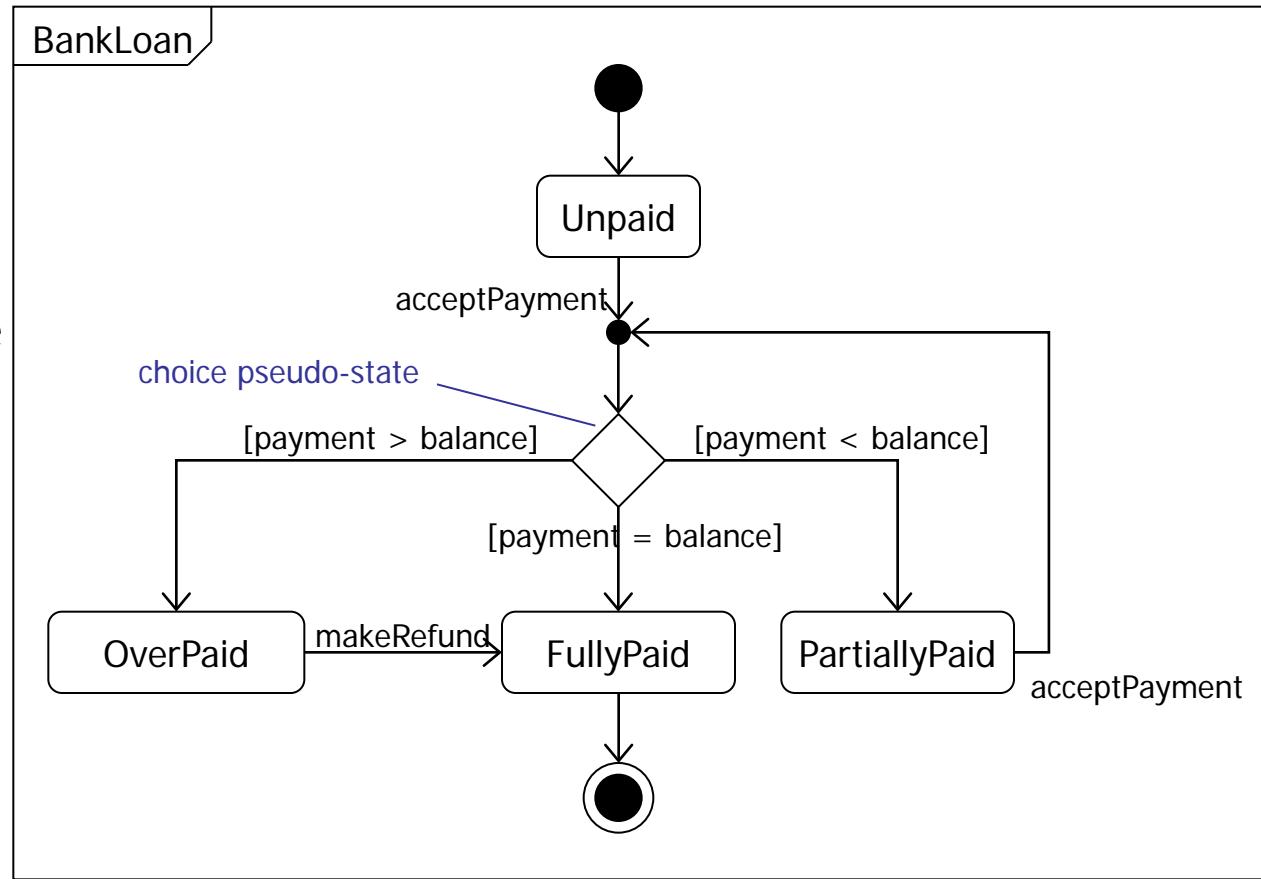 BankLoan
Unpaid
acceptPayment
choice pseudo-state
[payment > balance]
[payment < balance]
[payment = balance]
OverPaid
makeRefund
FullyPaid
PartiallyPaid
acceptPayment